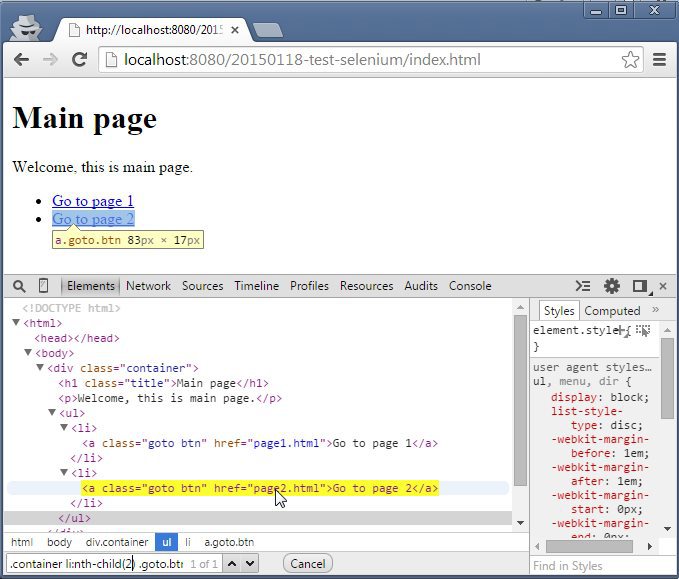 http://localhost:8080/2015
localhost:8080/20150118-test-selenium/index.html
Main page
Welcome, this is main page.
Go to page 1
Go to page 2
a.goto.btn 83px × 17px
Elements Network Sources Timeline Profiles Resources Audits Console
<!DOCTYPE html>
<html>
<head></head>
<body>
<div class="container">
<h1 class="title">Main page</h1>
<p>Welcome, this is main page.</p>
<ul>
<li>
<a class="goto btn" href="page1.html">Go to page 1</a>
</li>
<li>
<a class="goto btn" href="page2.html">Go to page 2</a>
</li>
</ul>
html body div.container ul li a.goto.btn
.container li:nth-child(2) .goto.btn 1 of 1 Cancel
Styles Computed »
element.style {
}
user agent styles…
ul, menu, dir {
display: block;
list-style-
type: disc;
-webkit-margin-
before: 1em;
-webkit-margin-
after: 1em;
-webkit-margin-
start: 0px;
-webkit-margin-
end: 0px;
Find in Styles